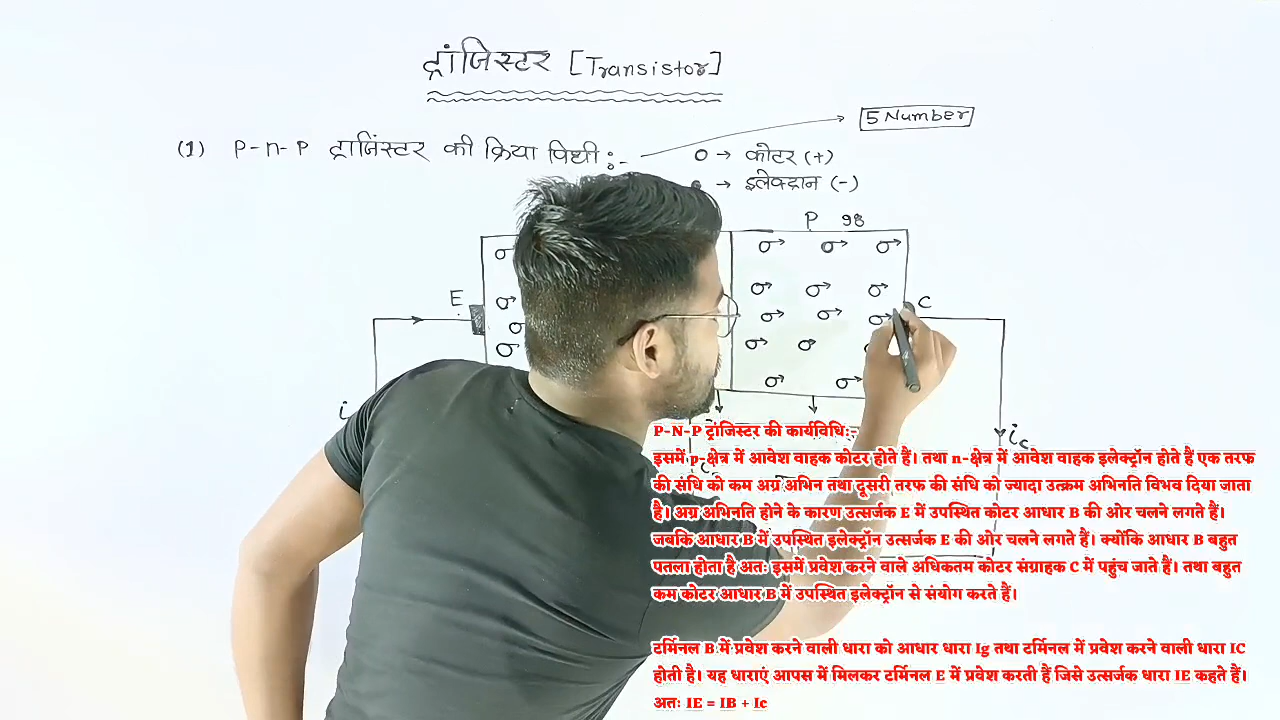 ट्रांजिस्टर [Transistor]
5 Number
(1) P-n-P ट्राजिंस्टर की क्रिया विधी :-
o → कोटर (+)
→ इलेक्ट्रान (-)
P क्षेत्र
E
C
i
ic
P-N-P ट्रांजिस्टर की कार्यविधि:-
इसमें p-क्षेत्र में आवेश वाहक कोटर होते हैं। तथा n-क्षेत्र में आवेश वाहक इलेक्ट्रॉन होते हैं एक तरफ
की संधि को कम अग्र अभिन तथा दूसरी तरफ की संधि को ज्यादा उत्क्रम अभिनति विभव दिया जाता
है। अग्र अभिनति होने के कारण उत्सर्जक E में उपस्थित कोटर आधार B की ओर चलने लगते हैं।
जबकि आधार B में उपस्थित इलेक्ट्रॉन उत्सर्जक E की ओर चलने लगते हैं। क्योंकि आधार B बहुत
पतला होता है अतः इसमें प्रवेश करने वाले अधिकतम कोटर संग्राहक C में पहुंच जाते हैं। तथा बहुत
कम कोटर आधार B में उपस्थित इलेक्ट्रॉन से संयोग करते हैं।
टर्मिनल B में प्रवेश करने वाली धारा को आधार धारा Ig तथा टर्मिनल में प्रवेश करने वाली धारा IC
होती है। यह धाराएं आपस में मिलकर टर्मिनल E में प्रवेश करती हैं जिसे उत्सर्जक धारा IE कहते हैं।
अतः IE = IB + Ic